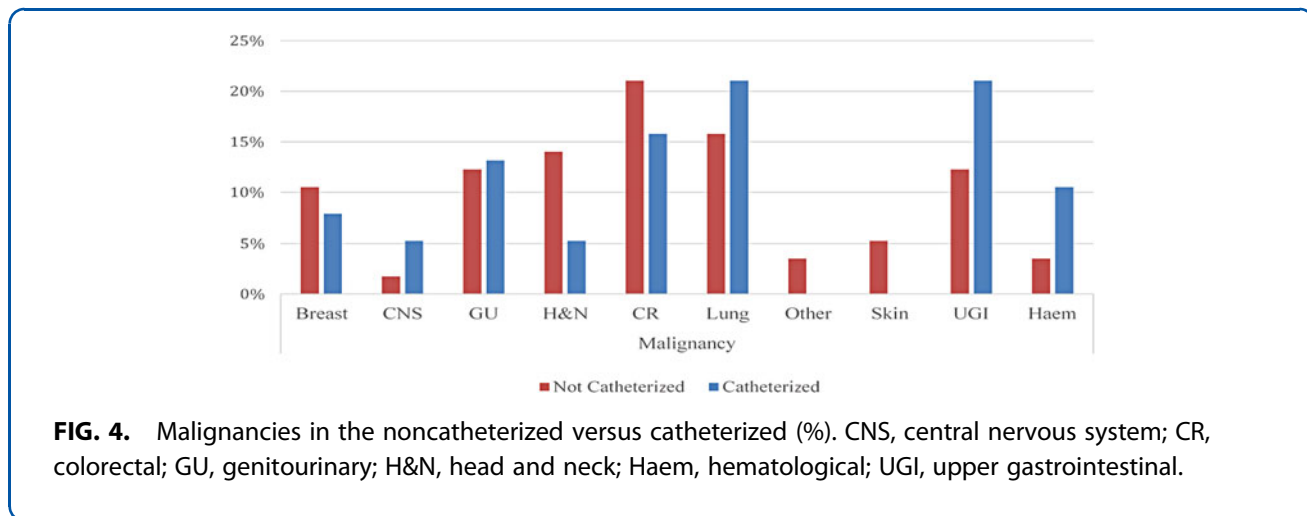 25%
20%
15%
10%
5%
0%
Breast CNS GU H&N CR Lung Other Skin UGI Haem
Malignancy
Not Catheterized Catheterized
FIG. 4. Malignancies in the noncatheterized versus catheterized (%). CNS, central nervous system; CR,
colorectal; GU, genitourinary; H&N, head and neck; Haem, hematological; UGI, upper gastrointestinal.